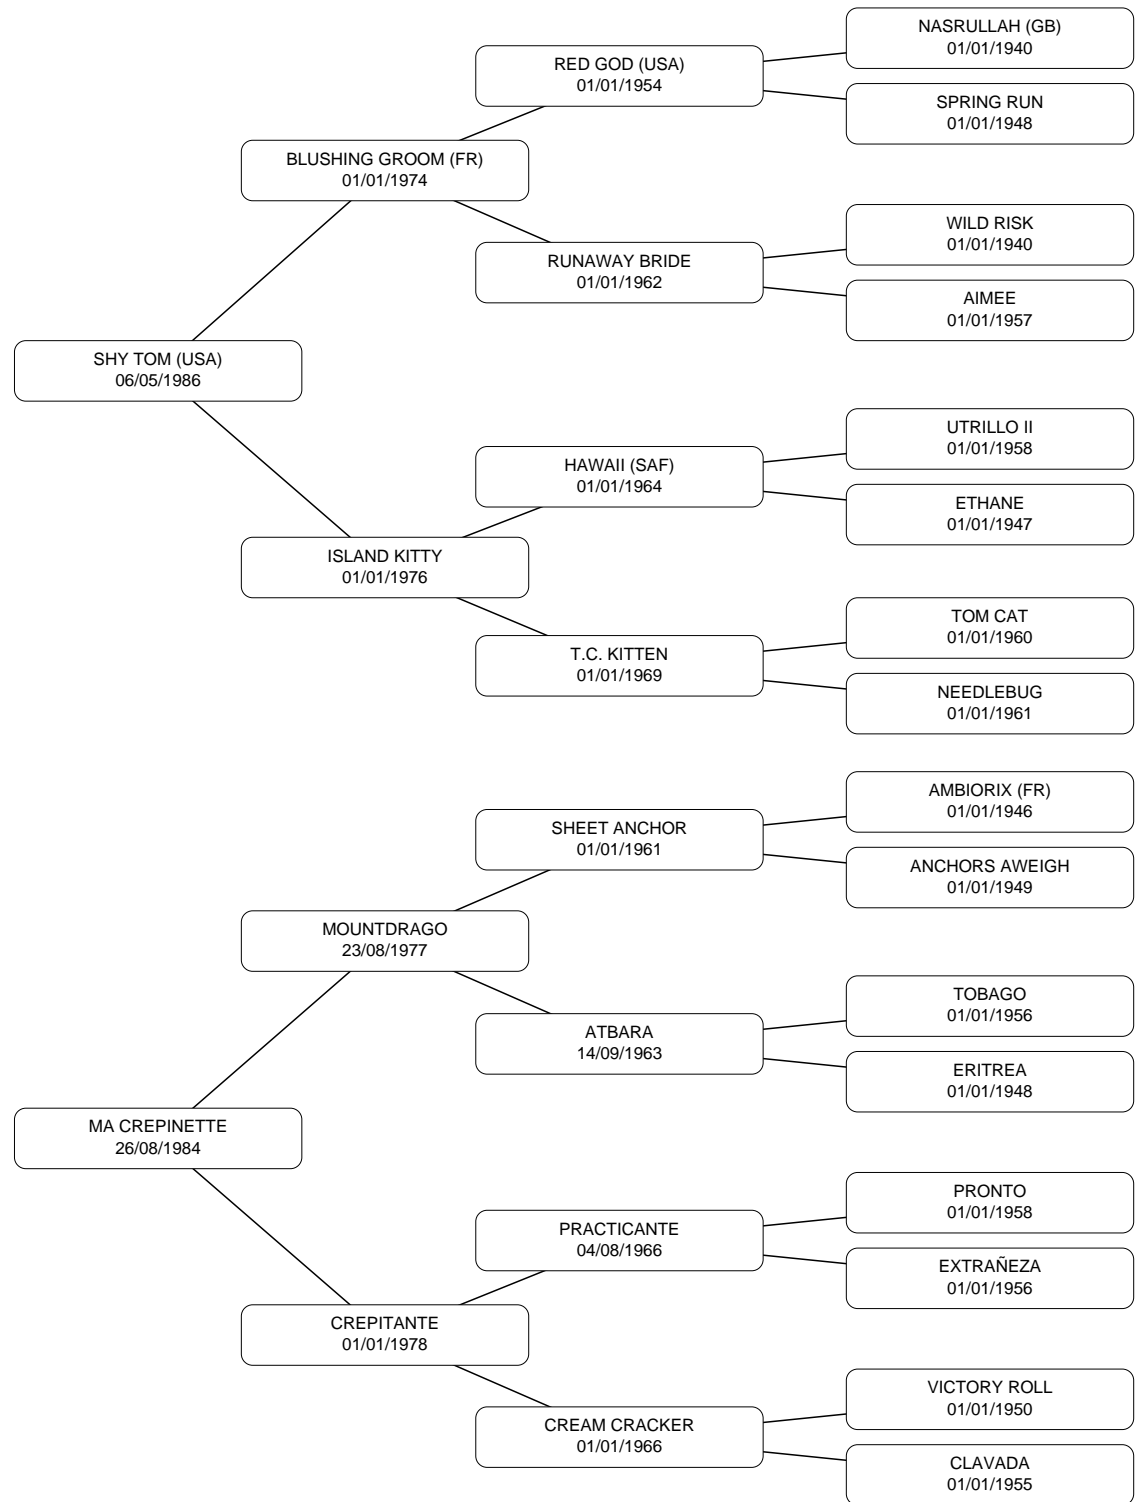 NASRULLAH (GB)
01/01/1940
RED GOD (USA)
01/01/1954
SPRING RUN
01/01/1948
BLUSHING GROOM (FR)
01/01/1974
WILD RISK
01/01/1940
RUNAWAY BRIDE
01/01/1962
AIMEE
01/01/1957
SHY TOM (USA)
06/05/1986
UTRILLO II
01/01/1958
HAWAII (SAF)
01/01/1964
ETHANE
01/01/1947
ISLAND KITTY
01/01/1976
TOM CAT
01/01/1960
T.C. KITTEN
01/01/1969
NEEDLEBUG
01/01/1961
AMBIORIX (FR)
01/01/1946
SHEET ANCHOR
01/01/1961
ANCHORS AWEIGH
01/01/1949
MOUNTDRAGO
23/08/1977
TOBAGO
01/01/1956
ATBARA
14/09/1963
ERITREA
01/01/1948
MA CREPINETTE
26/08/1984
PRONTO
01/01/1958
PRACTICANTE
04/08/1966
EXTRAÑEZA
01/01/1956
CREPITANTE
01/01/1978
VICTORY ROLL
01/01/1950
CREAM CRACKER
01/01/1966
CLAVADA
01/01/1955